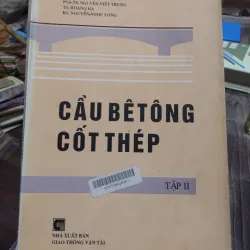 PGS.TS. NGUYỄN VIẾT TRUNG
TS. HOÀNG HÀ
KS. NGUYỄN NGỌC LONG
CẦU BÊTÔNG
CỐT THÉP
TẬP II
NHÀ XUẤT BẢN
GIAO THÔNG VẬN TẢI